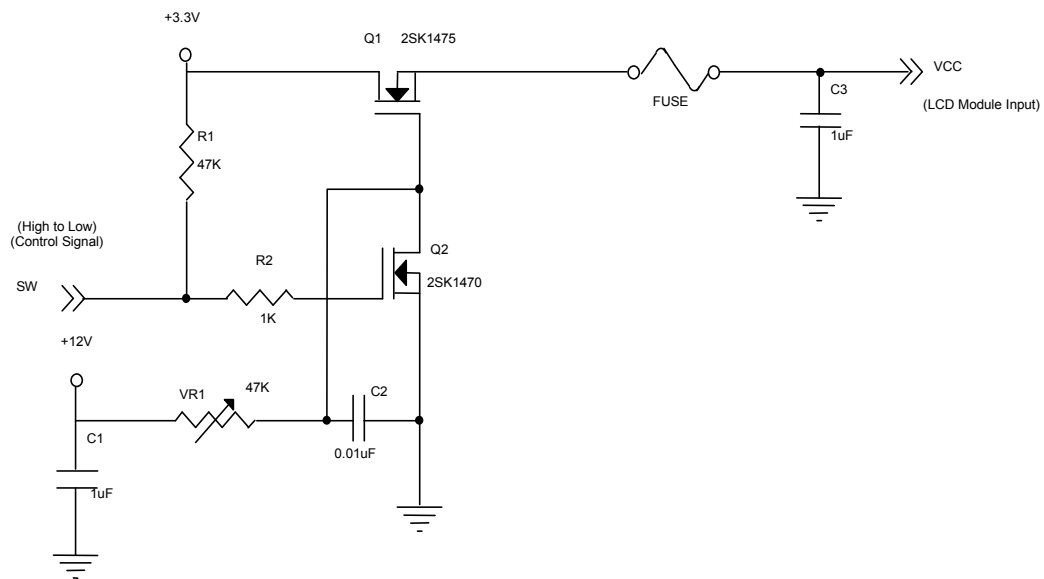 +3.3V
Q1 2SK1475
VCC
FUSE
C3
(LCD Module Input)
R1
1uF
47K
(High to Low)
(Control Signal)
Q2
R2
SW
2SK1470
1K
+12V
VR1
47K
C2
C1
0.01uF
1uF